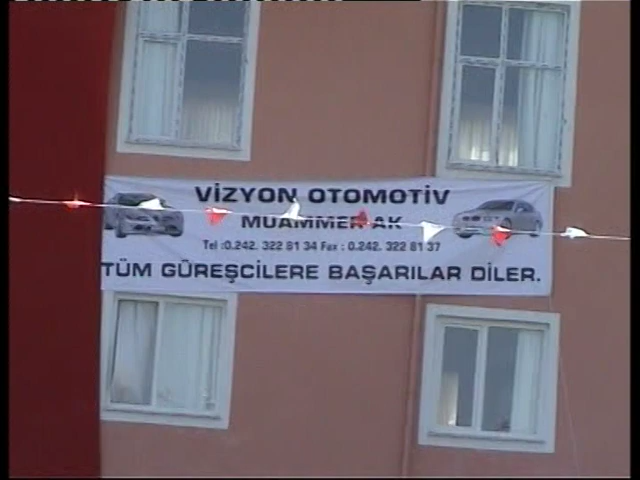 VİZYON OTOMOTİV
MUAMMER AK
Tel :0.242. 322 81 34 Fax : 0.242. 322 81 37
TÜM GÜREŞCİLERE BAŞARILAR DİLER.